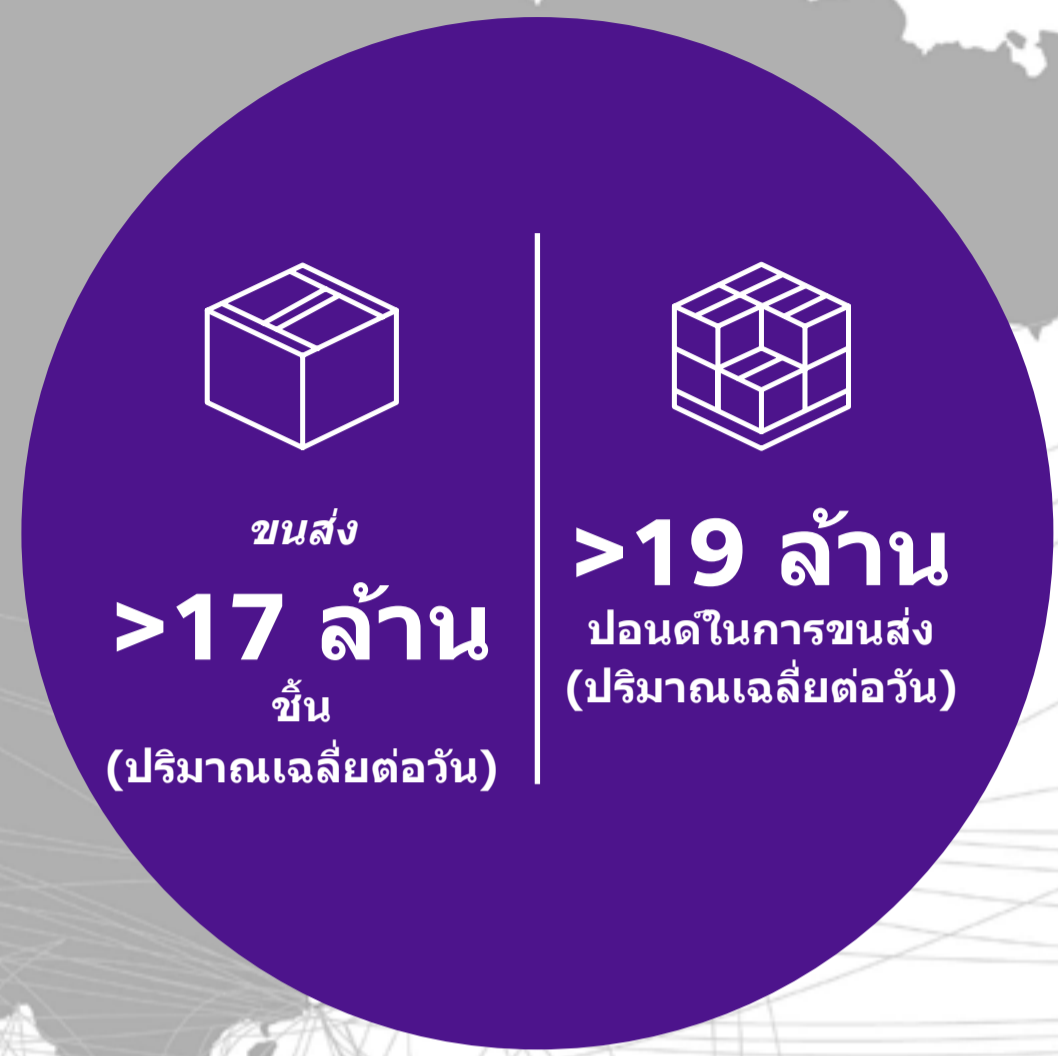 ขนส่ง
>17 ล้าน
ชิ้น
(ปริมาณเฉลี่ยต่อวัน)
>19 ล้าน
ปอนด์ในการขนส่ง
(ปริมาณเฉลี่ยต่อวัน)